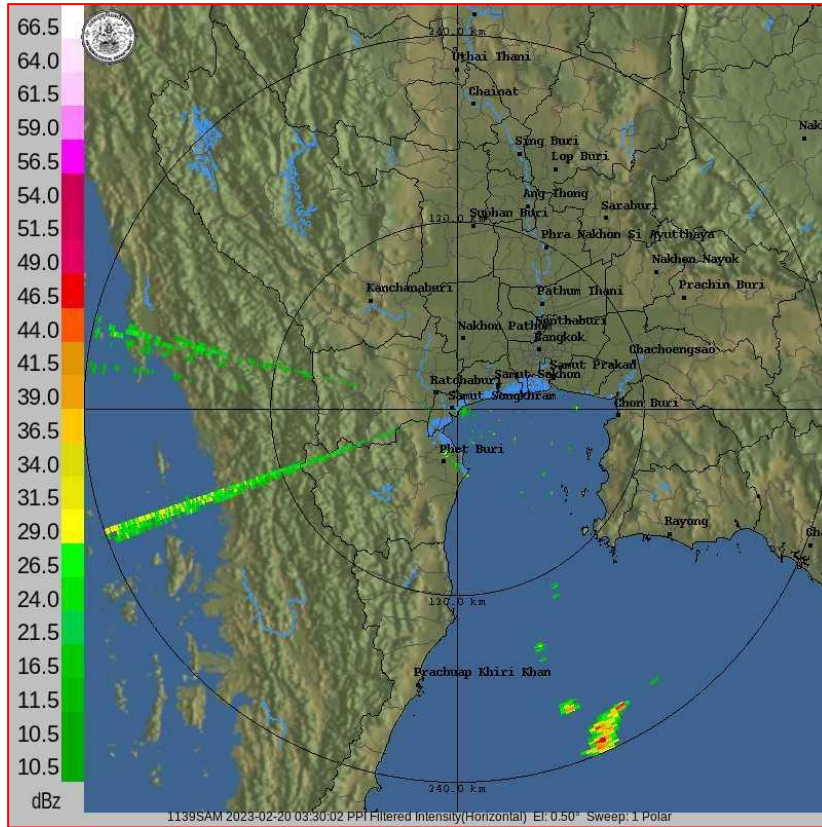 66.5
64.0
61.5
59.0
56.5
54.0
49.0
46.5
44.0
41.5
39.0
36.5
34.0
31.5
29.0
26.5
24.0
21.5
16.5
11.5
10.5
dBz
240.0 km
Uthai Thani
Chainat
Sing Buri
Lop Buri
Ang Thong
Saraburi
120.0 km
Suphan Buri
Phra Nakhon Si Ayutthaya
Nakhon Nayok
Kanchanaburi
Prachin Buri
Pathum Thani
Nonthaburi
Nakhon Pathom
Bangkok
Chachoengsao
Samut Prakan
Samut Sakhon
Ratchaburi
Samut Songkhram
Chon Buri
Phet Buri
Rayong
120.0 km
Prachuap Khiri Khan
240.0 km
1139SAM 2023-02-20 03:30:02 PPI Filtered Intensity(Horizontal) El: 0.50° Sweep: 1 Polar